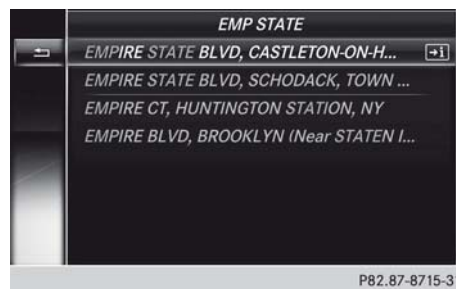 EMP STATE
EMPIRE STATE BLVD, CASTLETON-ON-H...
EMPIRE STATE BLVD, SCHODACK, TOWN ...
EMPIRE CT, HUNTINGTON STATION, NY
EMPIRE BLVD, BROOKLYN (Near STATEN I...
P82.87-8715-31